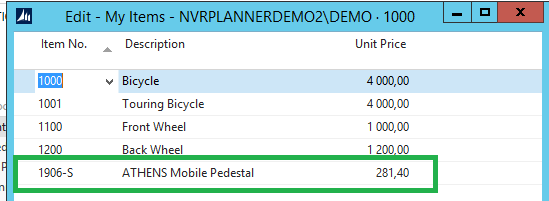 Edit - My Items - NVRPLANNERDEMO2\DEMO · 1000
Item No. Description Unit Price
1000 Bicycle 4 000,00
1001 Touring Bicycle 4 000,00
1100 Front Wheel 1 000,00
1200 Back Wheel 1 200,00
1906-S ATHENS Mobile Pedestal 281,40